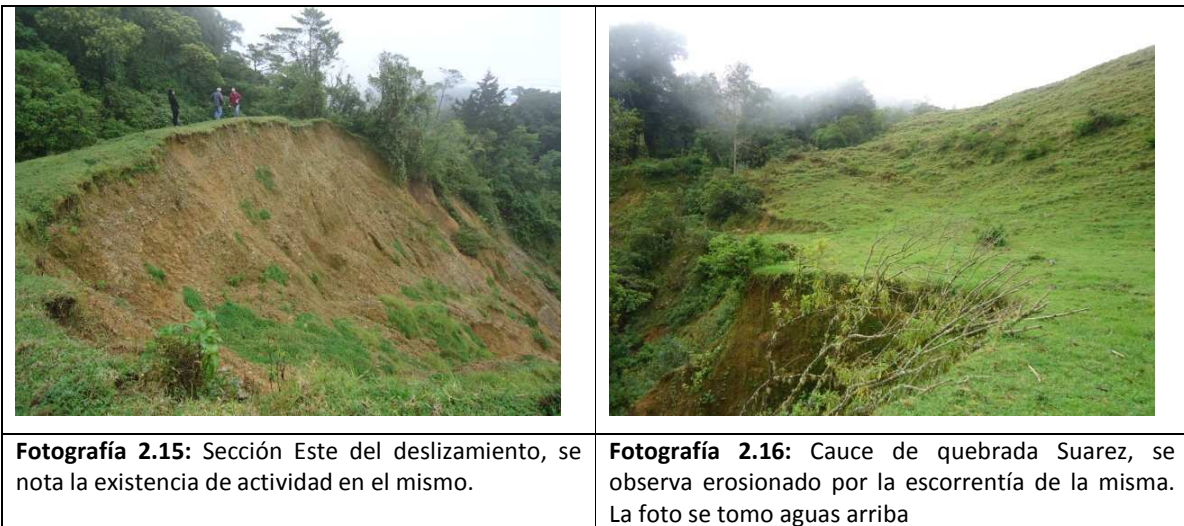 Fotografía 2.15: Sección Este del deslizamiento, se
nota la existencia de actividad en el mismo.
Fotografía 2.16: Cauce de quebrada Suarez, se
observa erosionado por la escorrentía de la misma.
La foto se tomo aguas arriba